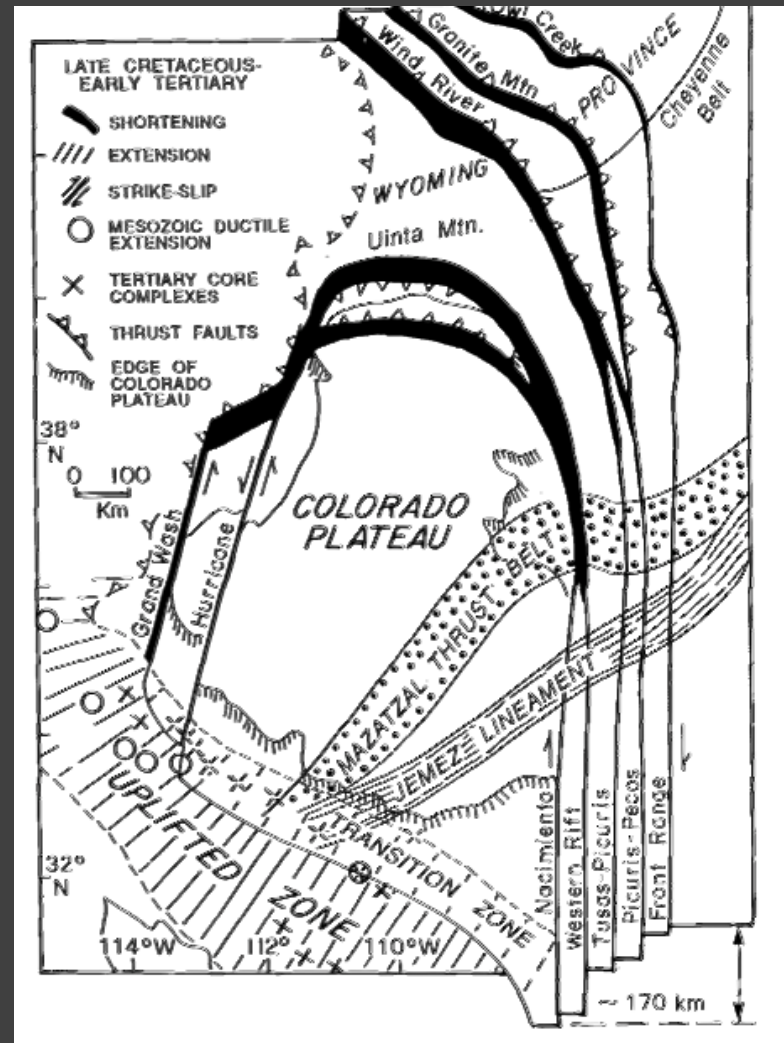 LATE CRETACEOUS-
EARLY TERTIARY
SHORTENING
EXTENSION
STRIKE-SLIP
MESOZOIC DUCTILE
EXTENSION
TERTIARY CORE
COMPLEXES
THRUST FAULTS
EDGE OF
COLORADO
PLATEAU
Owl Creek
Granite Mtn
Wind River
PROVINCE
Cheyenne
Belt
WYOMING
Uinta Mtn.
38°
N
0 100
Km
COLORADO
PLATEAU
Grand Wash
Hurricane
MAZATZAL THRUST BELT
JEMEZ LINEAMENT
UPLIFTED
ZONE
TRANSITION
ZONE
Nacimiento
Western Rift
Tusas-Picuris
Picuris-Pecos
Front Range
32°
N
114°W
112°
110°W
~ 170 km